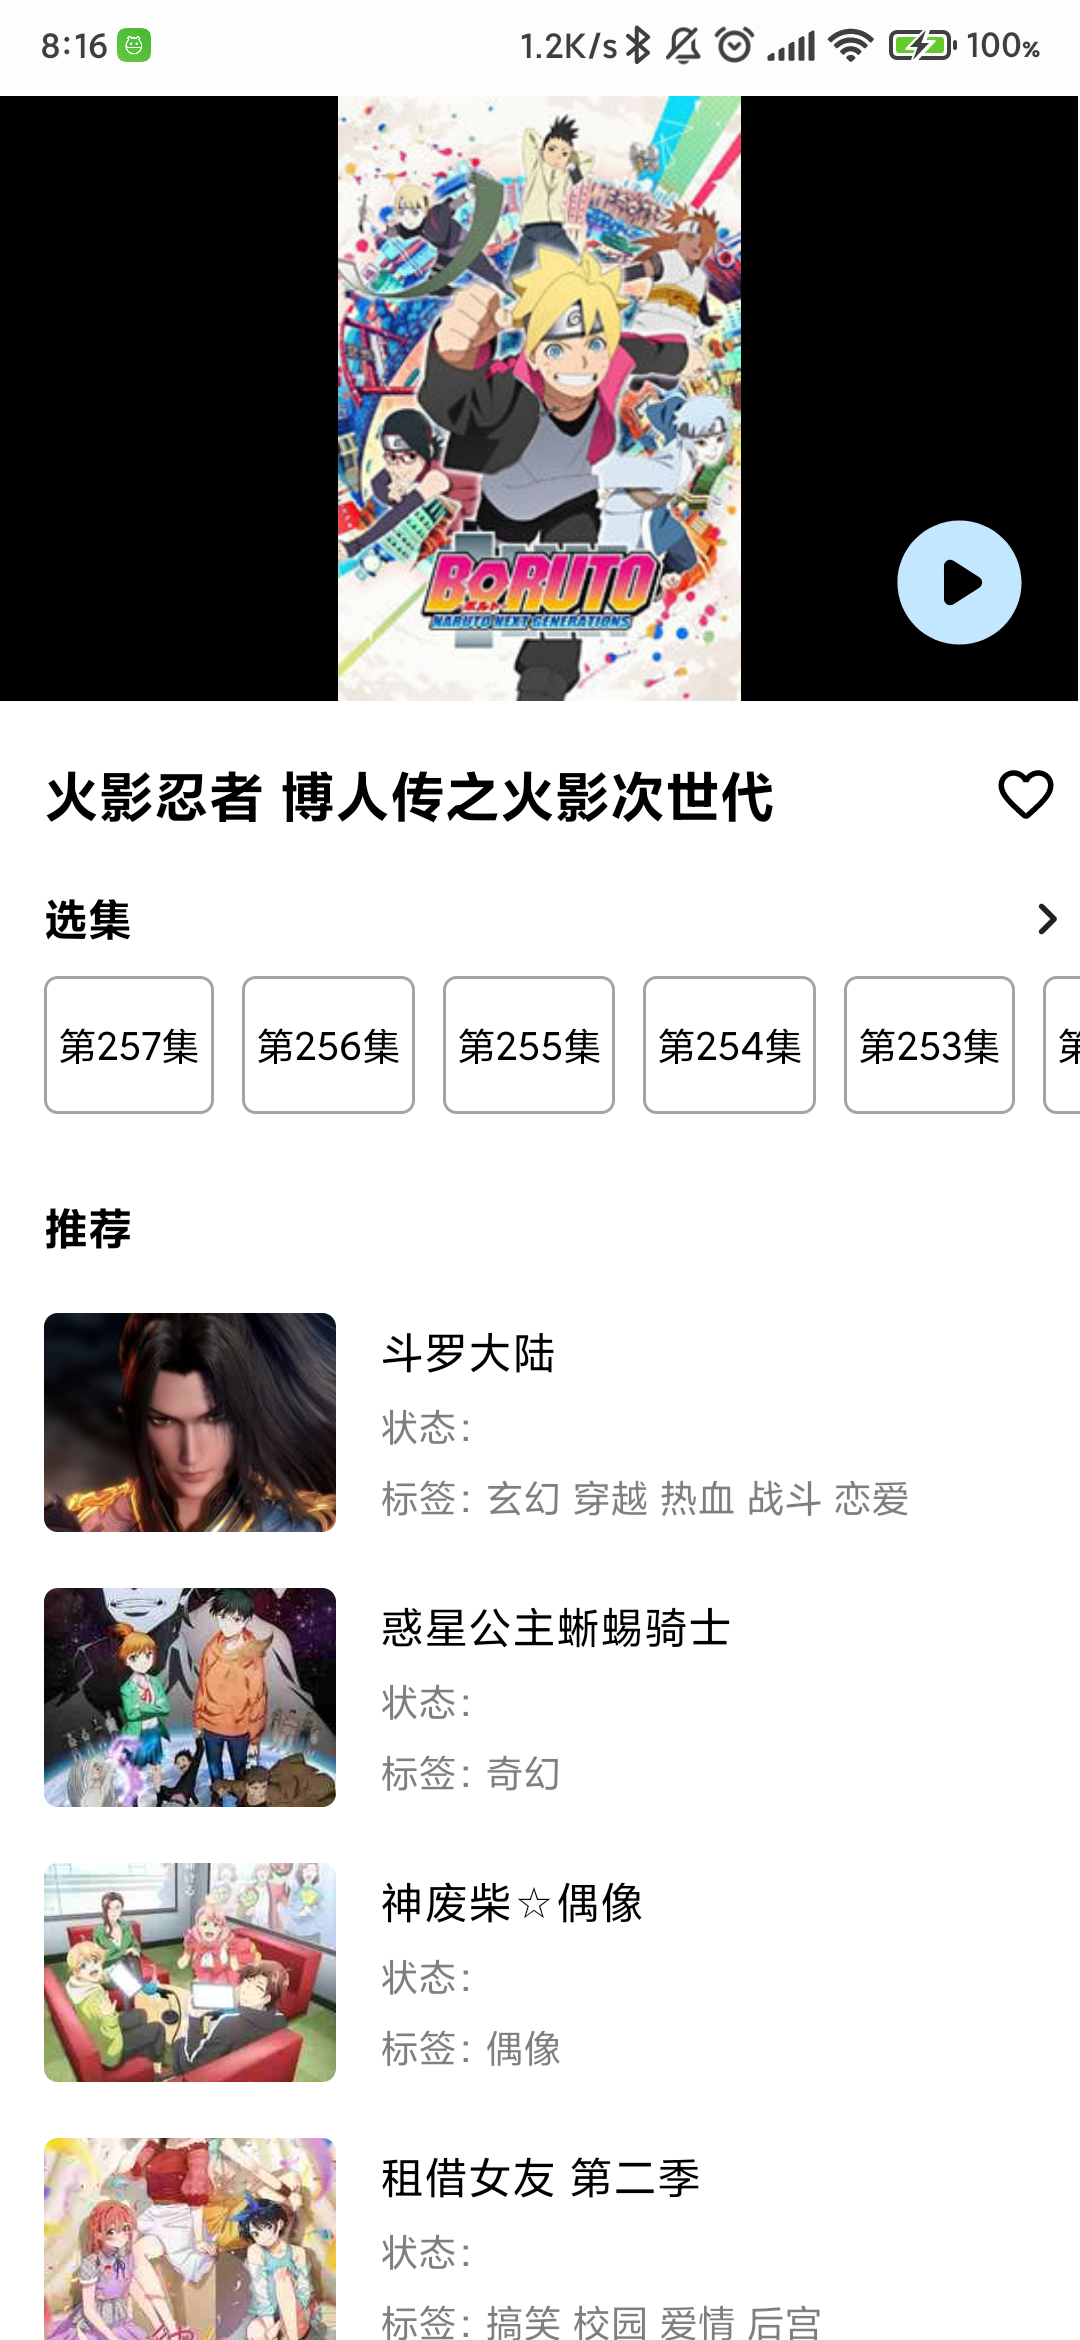 8:16
1.2K/s 100%
BORUTO
ボルト
NARUTO NEXT GENERATIONS
火影忍者 博人传之火影次世代
选集
第257集 第256集 第255集 第254集 第253集
推荐
斗罗大陆
状态:
标签: 玄幻 穿越 热血 战斗 恋爱
惑星公主蜥蜴骑士
状态:
标签: 奇幻
神废柴☆偶像
状态:
标签: 偶像
租借女友 第二季
状态:
标签: 搞笑 校园 爱情 后宫